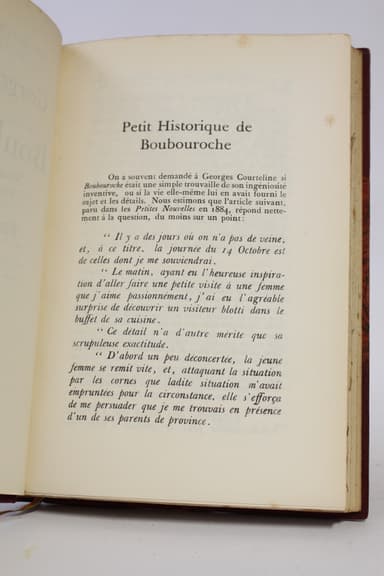 Petit Historique de
Boubouroche
On a souvent demandé à Georges Courteline si
Boubouroche était une simple trouvaille de son ingéniosité
inventive, ou si la vie elle-même lui en avait fourni le
sujet et les détails. Nous estimons que l'article suivant,
paru dans les Petites Nouvelles en 1884, répond nette-
ment à la question, du moins sur un point :
“ Il y a des jours où on n'a pas de veine,
et, à ce titre, la journée du 14 Octobre est
de celles dont je me souviendrai.
“ Le matin, ayant eu l'heureuse inspira-
tion d'aller faire une petite visite à une femme
que j'aime passionnément, j'ai eu l'agréable
surprise de découvrir un visiteur blotti dans le
buffet de sa cuisine.
“ Ce détail n'a d'autre mérite que sa
scrupuleuse exactitude.
“ D'abord un peu déconcertée, la jeune
femme se remit vite, et, attaquant la situation
par les cornes que ladite situation m'avait
empruntées pour la circonstance, elle s'efforça
de me persuader que je me trouvais en présence
d'un de ses parents de province.